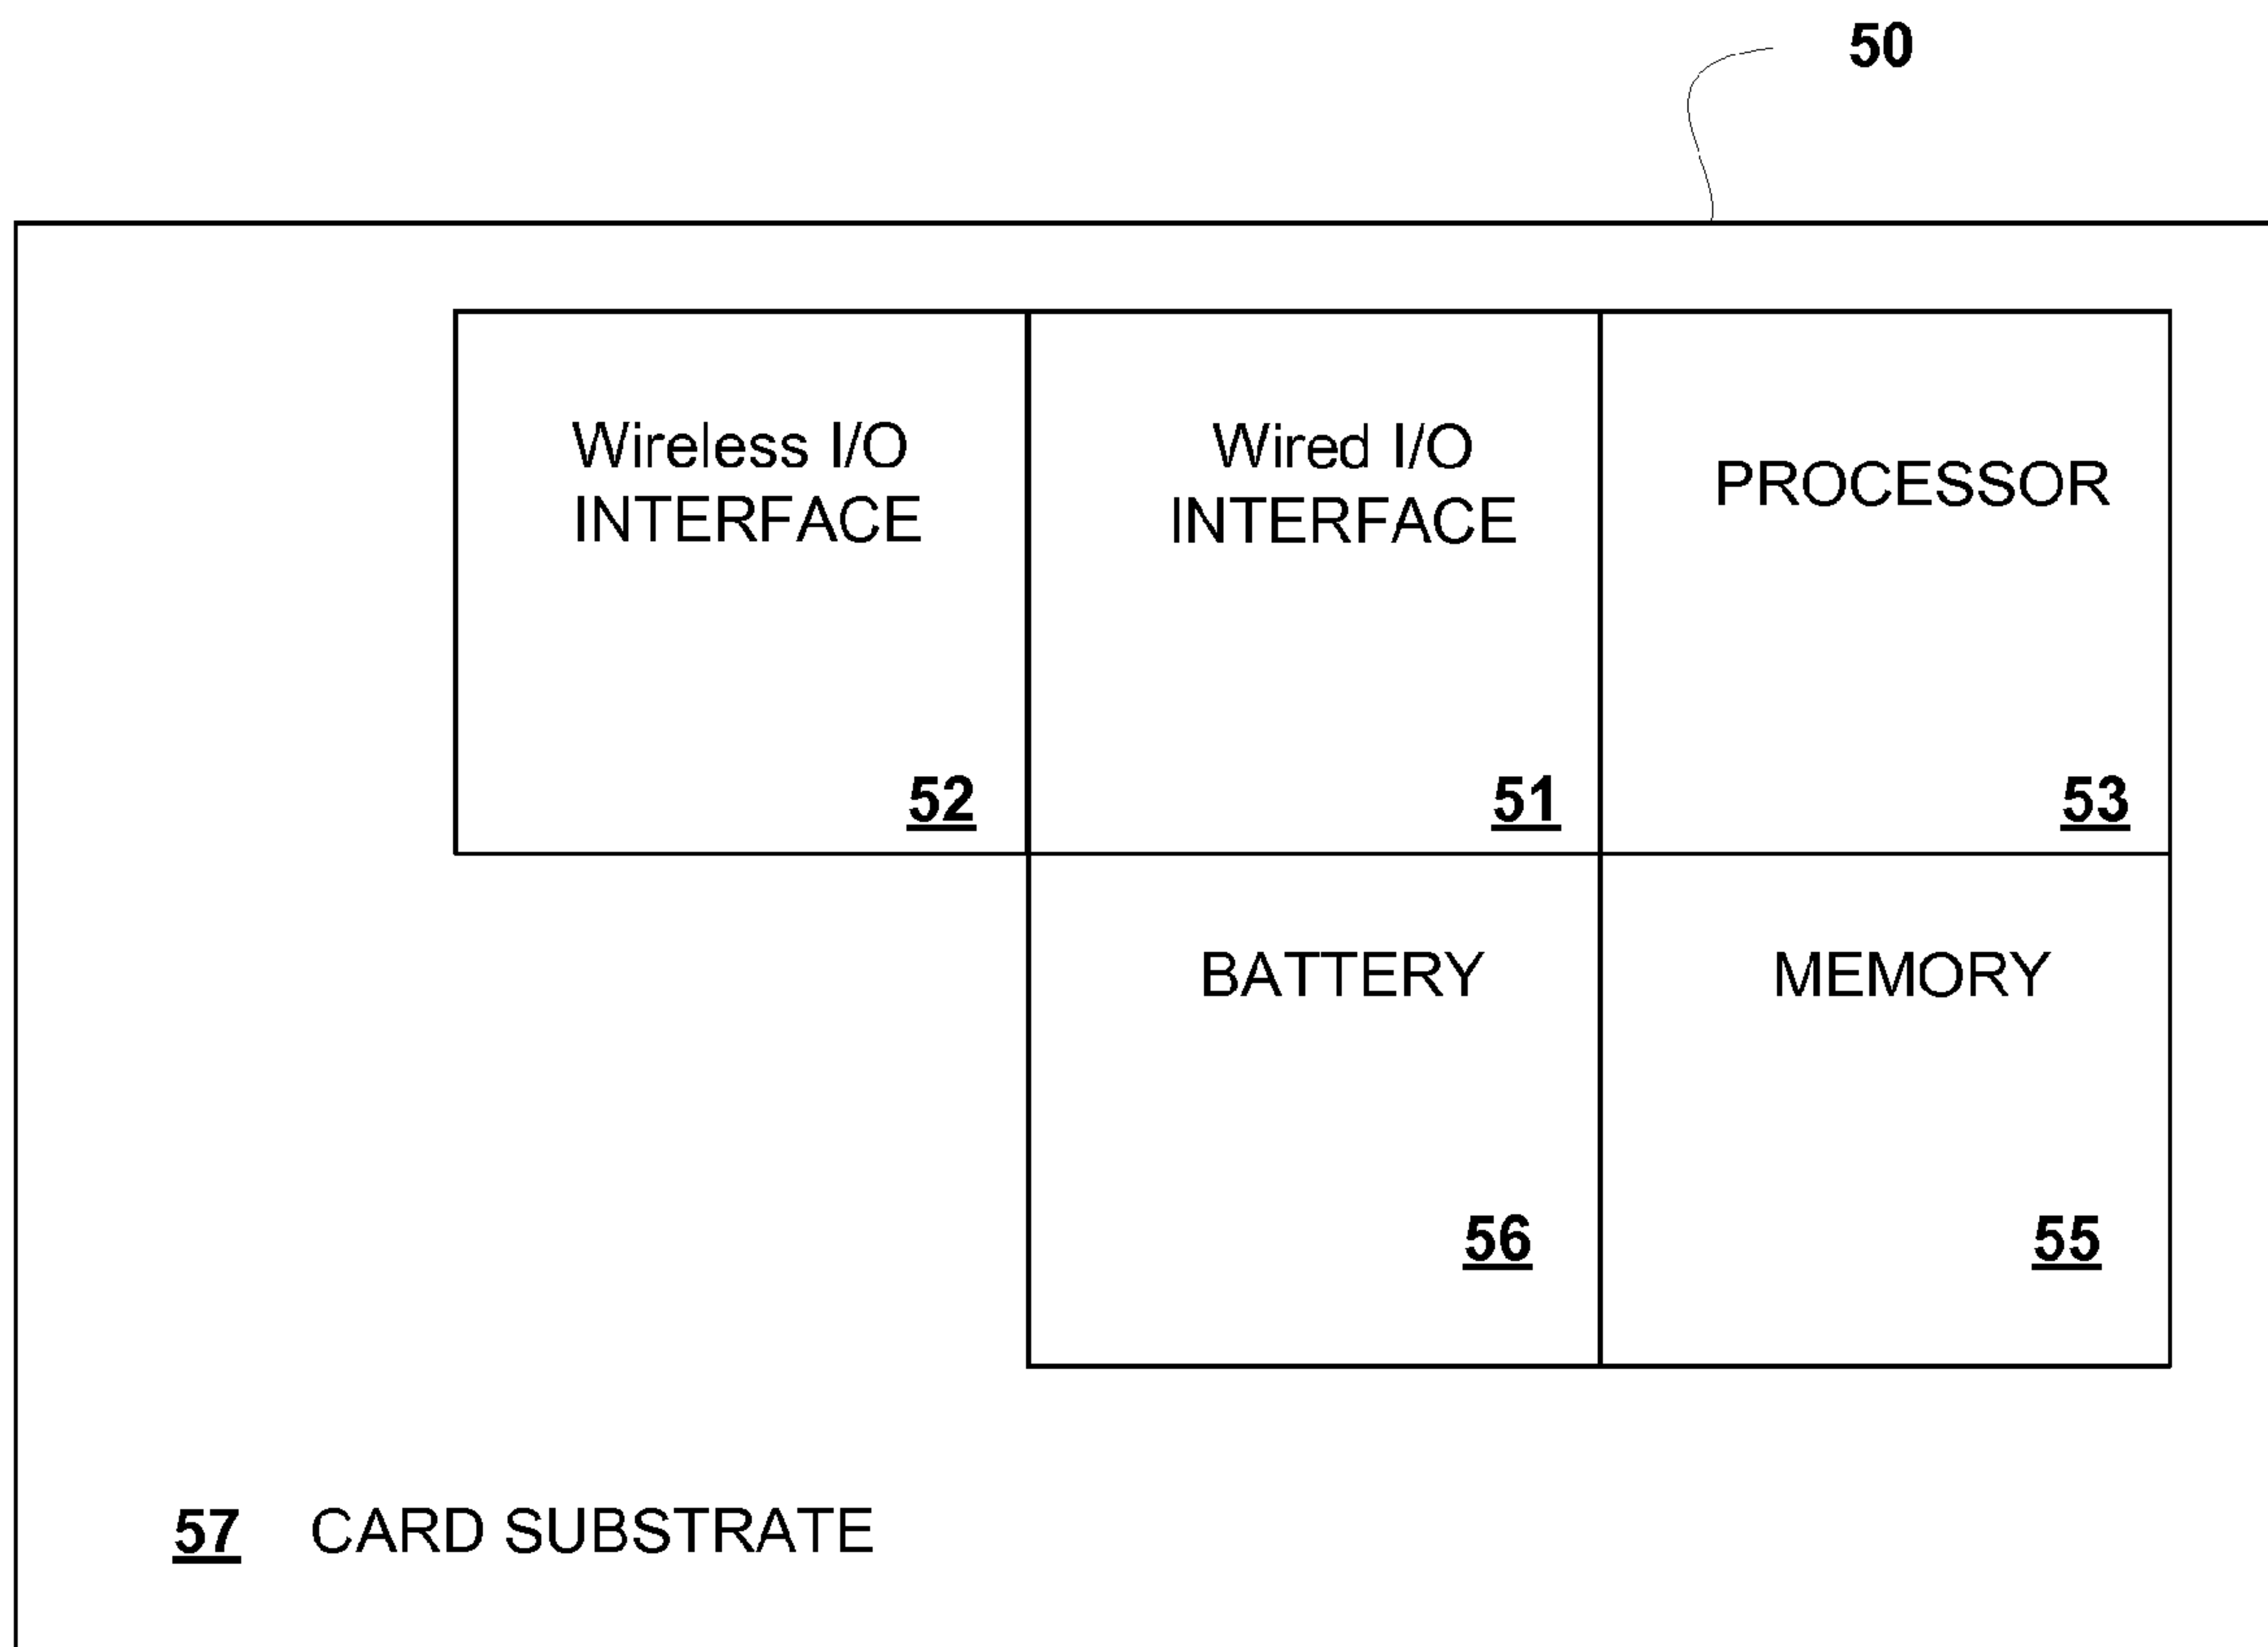 50
Wireless I/O
INTERFACE
52
Wired I/O
INTERFACE
51
PROCESSOR
53
BATTERY
56
MEMORY
55
57 CARD SUBSTRATE